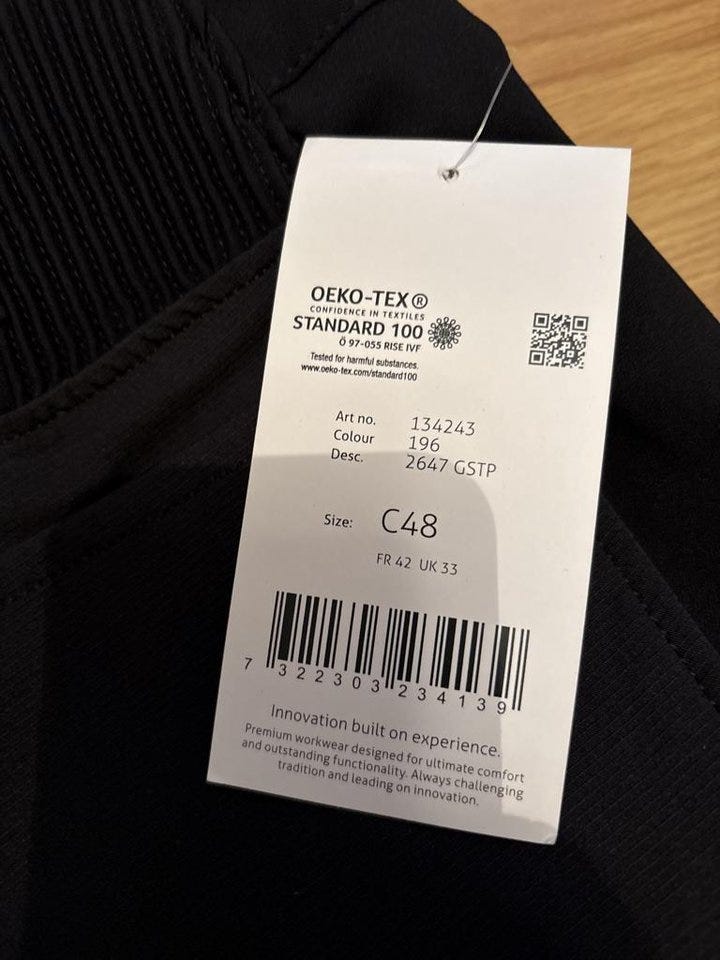 OEKO-TEX®
CONFIDENCE IN TEXTILES
STANDARD 100
Ö 97-055 RISE IVF
Tested for harmful substances.
www.oeko-tex.com/standard100
Art no. 134243
Colour 196
Desc. 2647 GSTP
Size: C48
FR 42 UK 33
7 322303 234139
Innovation built on experience.
Premium workwear designed for ultimate comfort
and outstanding functionality. Always challenging
tradition and leading on innovation.